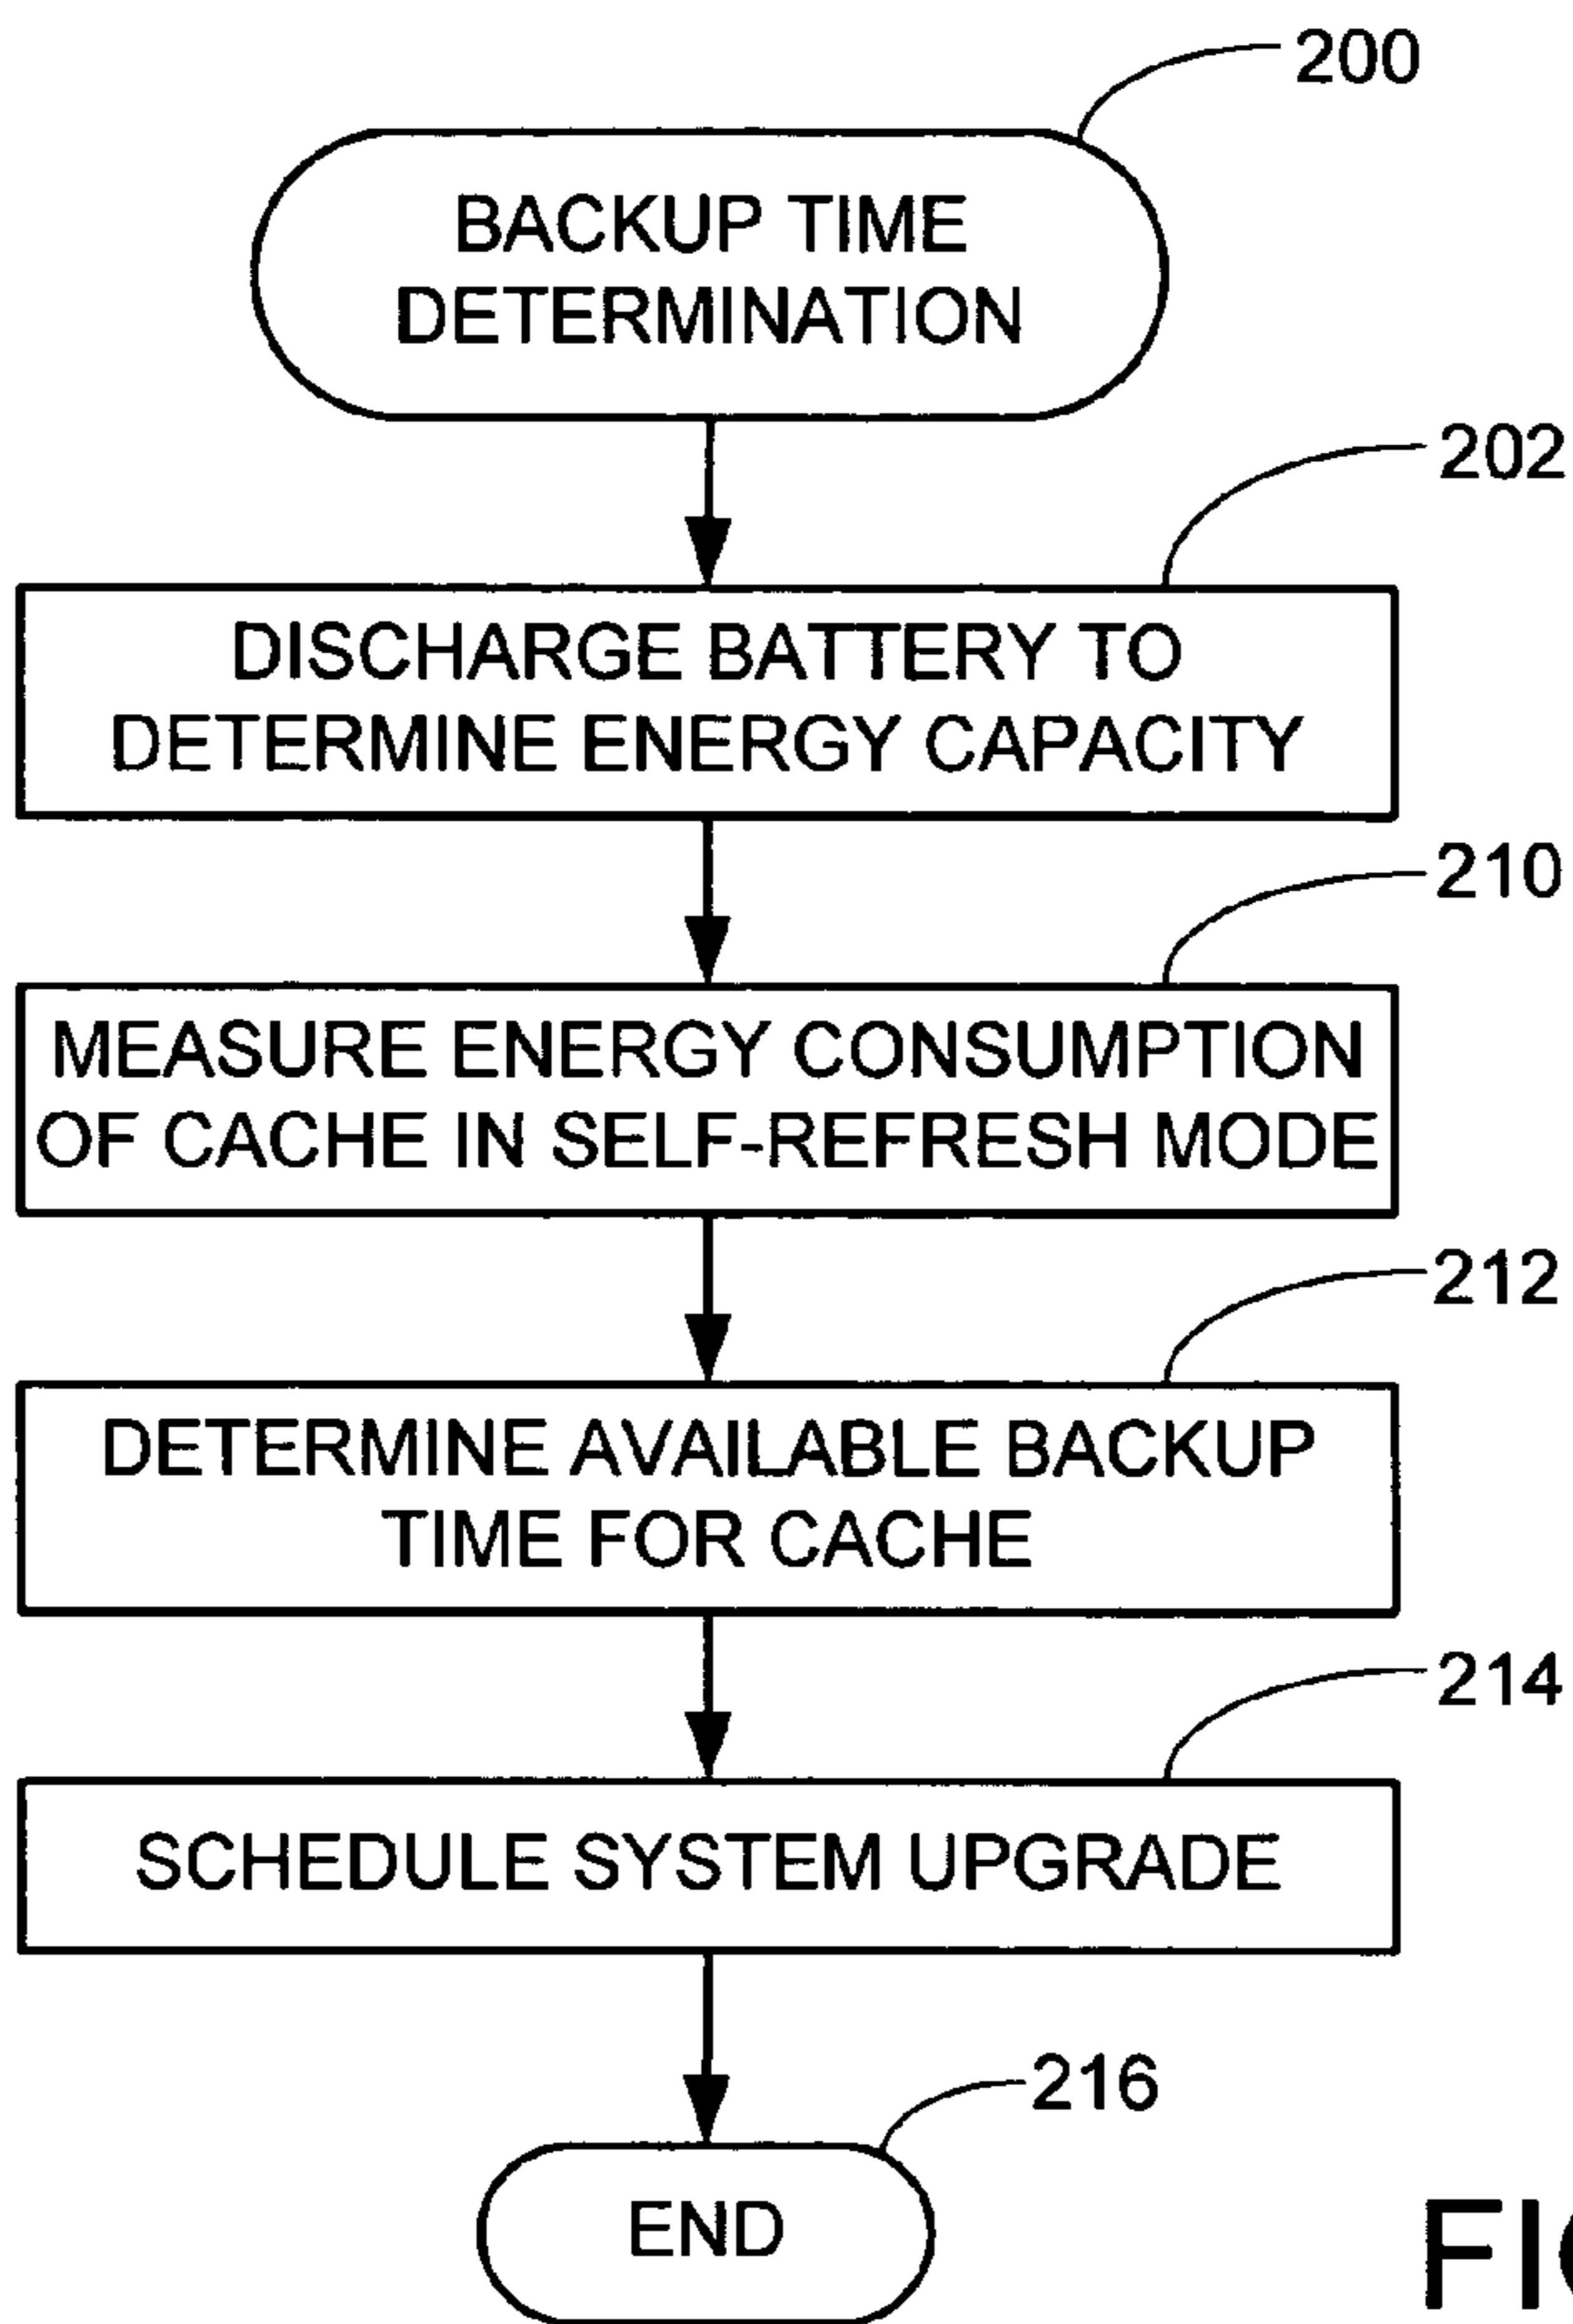 200
BACKUP TIME
DETERMINATION
202
DISCHARGE BATTERY TO
DETERMINE ENERGY CAPACITY
210
MEASURE ENERGY CONSUMPTION
OF CACHE IN SELF-REFRESH MODE
212
DETERMINE AVAILABLE BACKUP
TIME FOR CACHE
214
SCHEDULE SYSTEM UPGRADE
216
END